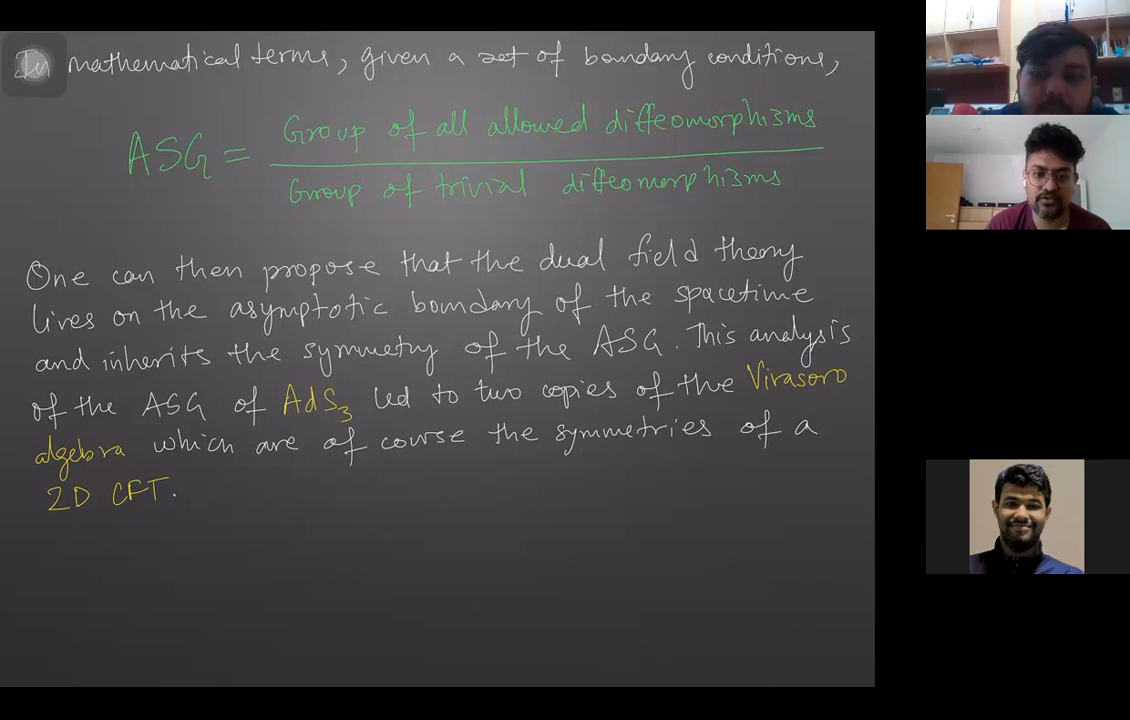 In mathematical terms, given a set of boundary conditions,
ASG = Group of all allowed diffeomorphisms
Group of trivial diffeomorphisms
One can then propose that the dual field theory
lives on the asymptotic boundary of the spacetime
and inherits the symmetry of the ASG. This analysis
of the ASG of AdS3 led to two copies of the Virasoro
algebra which are of course the symmetries of a
2D CFT.